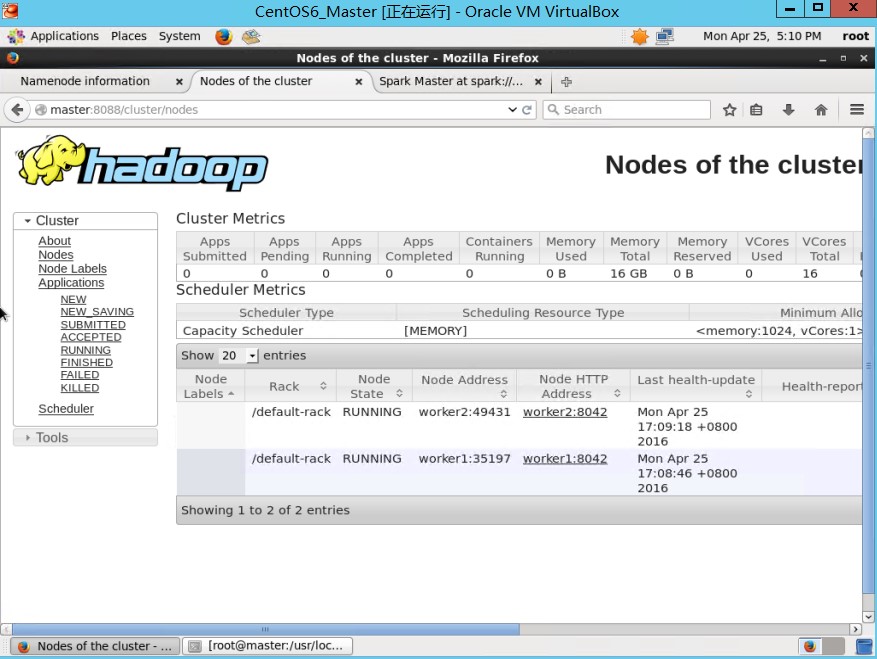 CentOS6_Master [正在运行] - Oracle VM VirtualBox
Applications Places System Mon Apr 25, 5:10 PM root
Nodes of the cluster - Mozilla Firefox
Namenode information × Nodes of the cluster × Spark Master at spark://... ×
master:8088/cluster/nodes Search
hadoop
Nodes of the cluster
Cluster
About
Nodes
Node Labels
Applications
NEW
NEW_SAVING
SUBMITTED
ACCEPTED
RUNNING
FINISHED
FAILED
KILLED
Scheduler
Tools
Cluster Metrics
Apps Submitted Apps Pending Apps Running Apps Completed Containers Running Memory Used Memory Total Memory Reserved VCores Used VCores Total
0 0 0 0 0 0 B 16 GB 0 B 0 16
Scheduler Metrics
Scheduler Type Scheduling Resource Type Minimum Allo
Capacity Scheduler [MEMORY] <memory:1024, vCores:1>
Show 20 entries
Node Labels Rack Node State Node Address Node HTTP Address Last health-update Health-report
/default-rack RUNNING worker2:49431 worker2:8042 Mon Apr 25 17:09:18 +0800 2016
/default-rack RUNNING worker1:35197 worker1:8042 Mon Apr 25 17:08:46 +0800 2016
Showing 1 to 2 of 2 entries
Nodes of the cluster - ... [root@master:/usr/loc...